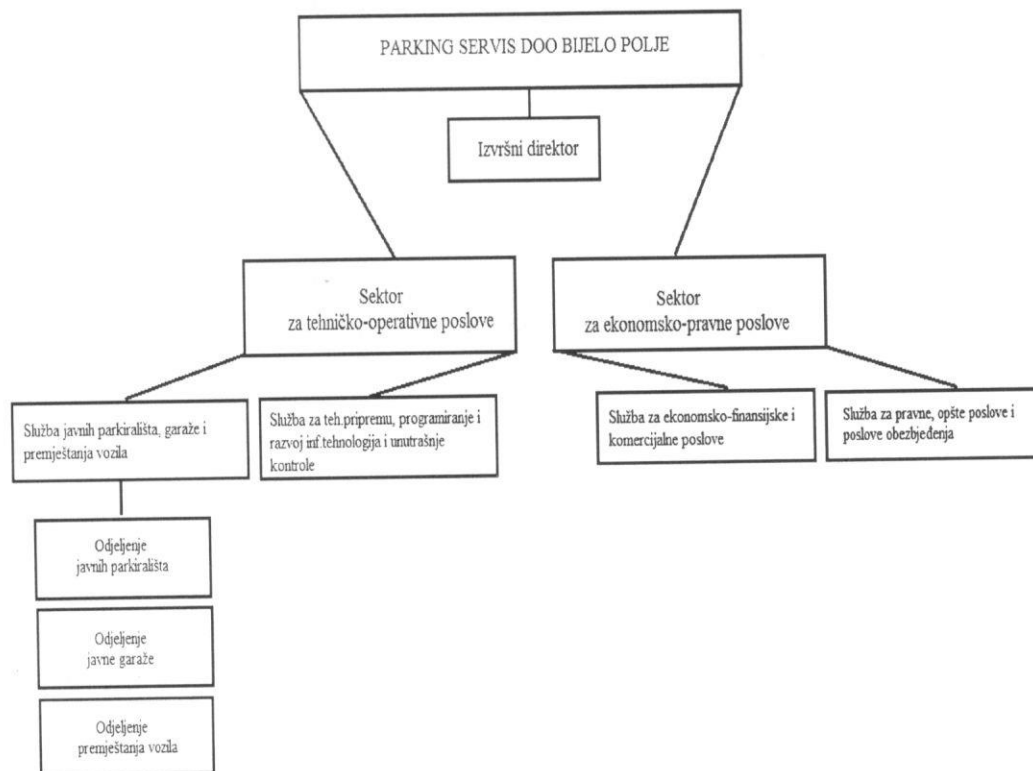 PARKING SERVIS DOO BIJELO POLJE
Izvršni direktor
Sektor
za tehničko-operativne poslove
Sektor
za ekonomsko-pravne poslove
Služba javnih parkirališta, garaže i
premještanja vozila
Služba za teh.pripremu, programiranje i
razvoj inf.tehnologija i unutrašnje
kontrole
Služba za ekonomsko-finansijske i
komercijalne poslove
Služba za pravne, opšte poslove i
poslove obezbjeđenja
Odjeljenje
javnih parkirališta
Odjeljenje
javne garaže
Odjeljenje
premještanja vozila